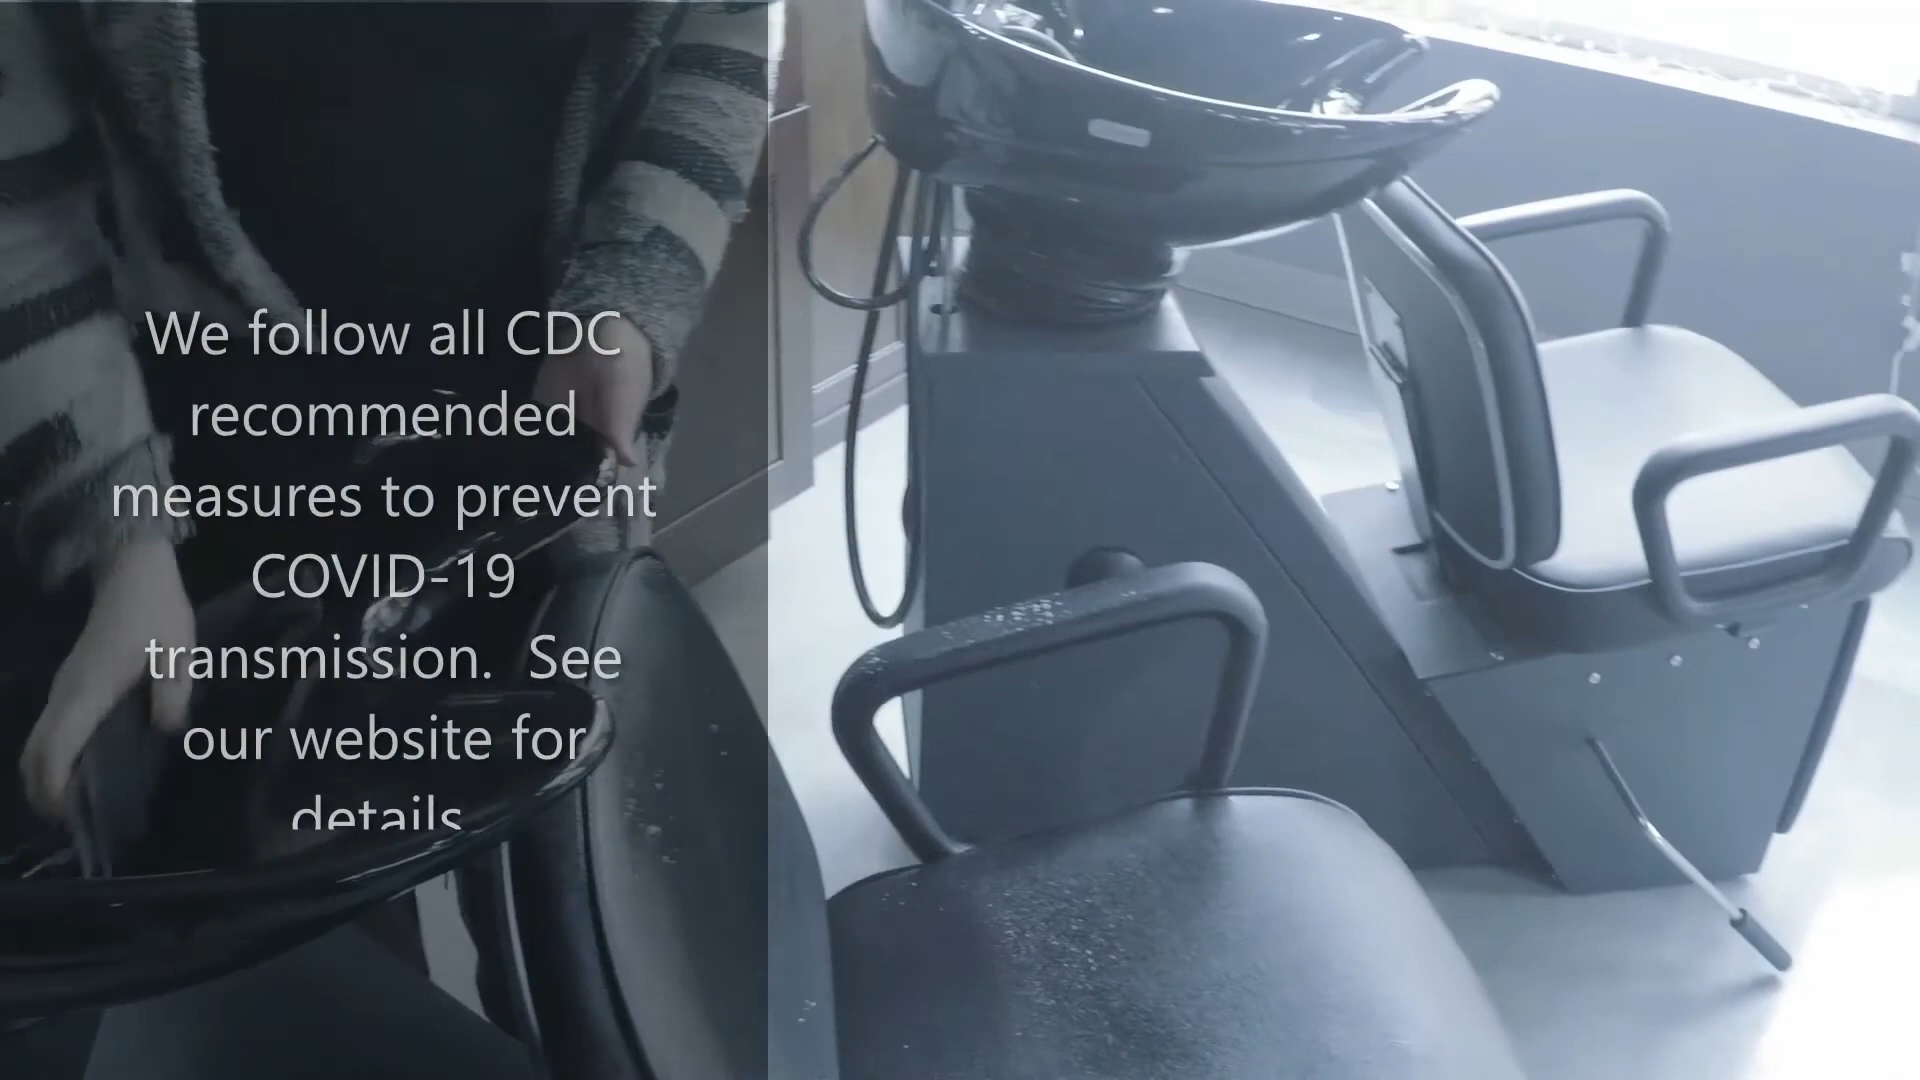 We follow all CDC
recommended
measures to prevent
COVID-19
transmission.  See
our website for
details